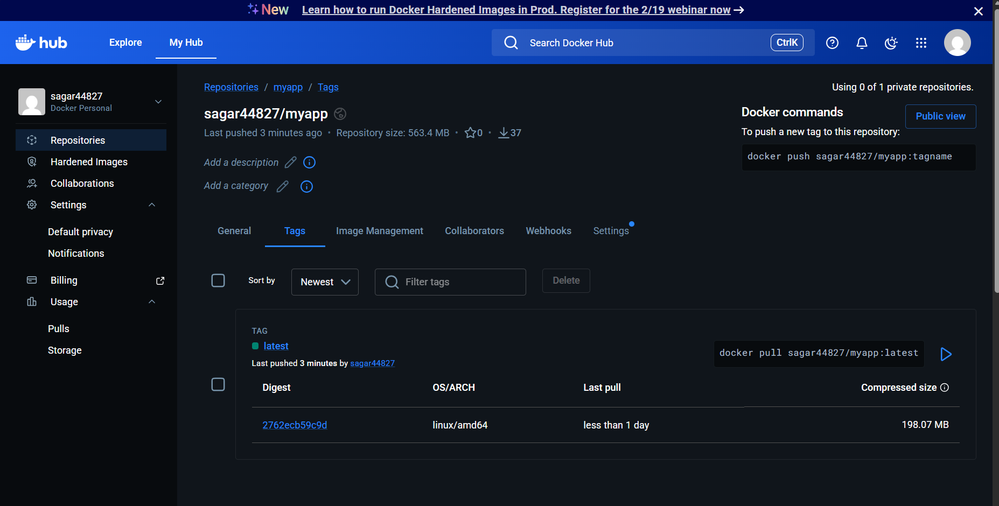 New Learn how to run Docker Hardened Images in Prod. Register for the 2/19 webinar now →
hub Explore My Hub Search Docker Hub CtrlK
sagar44827
Docker Personal
Repositories
Hardened Images
Collaborations
Settings
Default privacy
Notifications
Billing
Usage
Pulls
Storage
Repositories / myapp / Tags
Using 0 of 1 private repositories.
sagar44827/myapp
Last pushed 3 minutes ago • Repository size: 563.4 MB • 0 • 37
Add a description
Add a category
Docker commands
Public view
To push a new tag to this repository:
docker push sagar44827/myapp:tagname
General Tags Image Management Collaborators Webhooks Settings
Sort by Newest Filter tags Delete
TAG
latest
Last pushed 3 minutes by sagar44827
docker pull sagar44827/myapp:latest
Digest OS/ARCH Last pull Compressed size
2762ecb59c9d linux/amd64 less than 1 day 198.07 MB